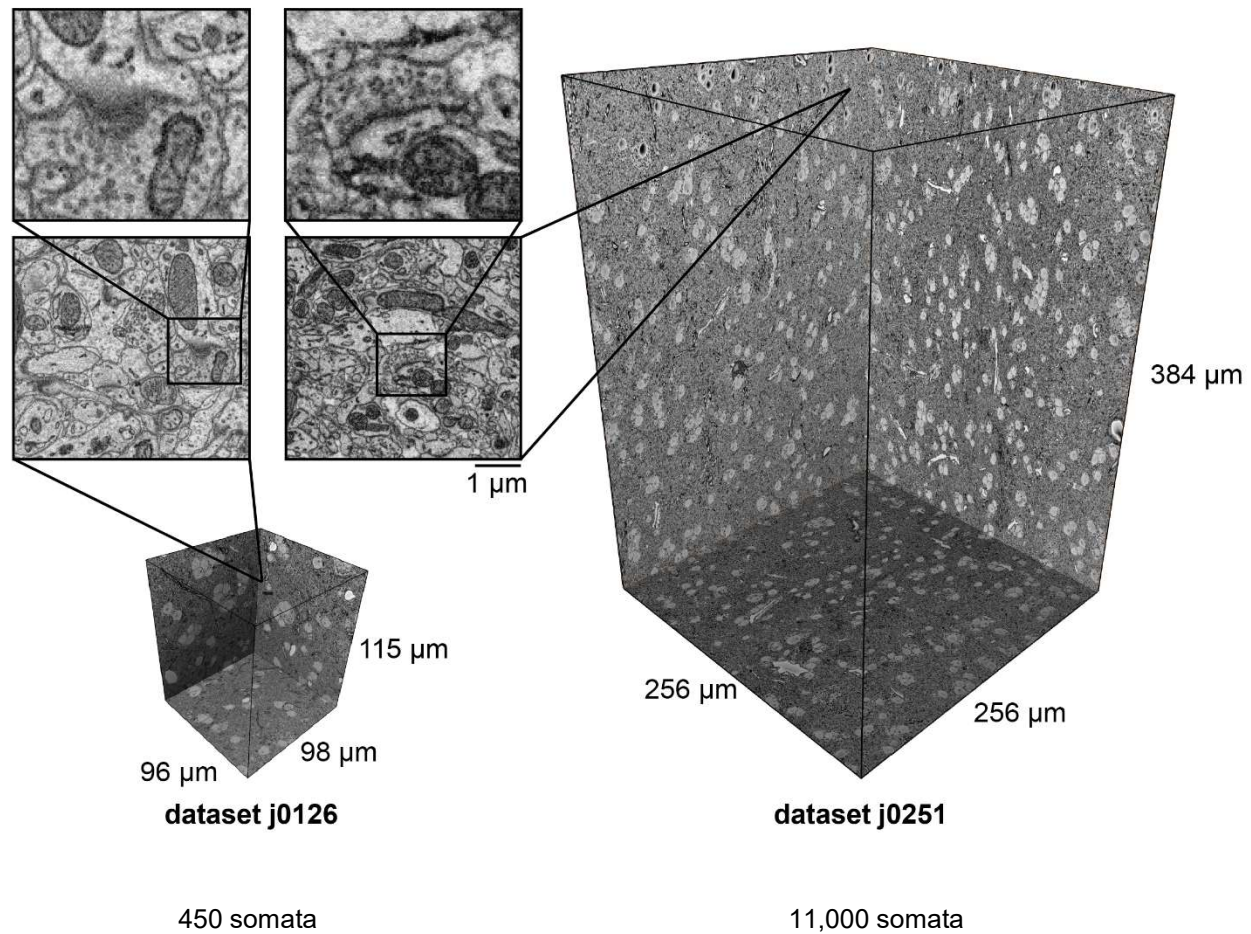 1 µm
384 µm
115 µm
98 µm
96 µm
256 µm
256 µm
dataset j0126
dataset j0251
450 somata
11,000 somata